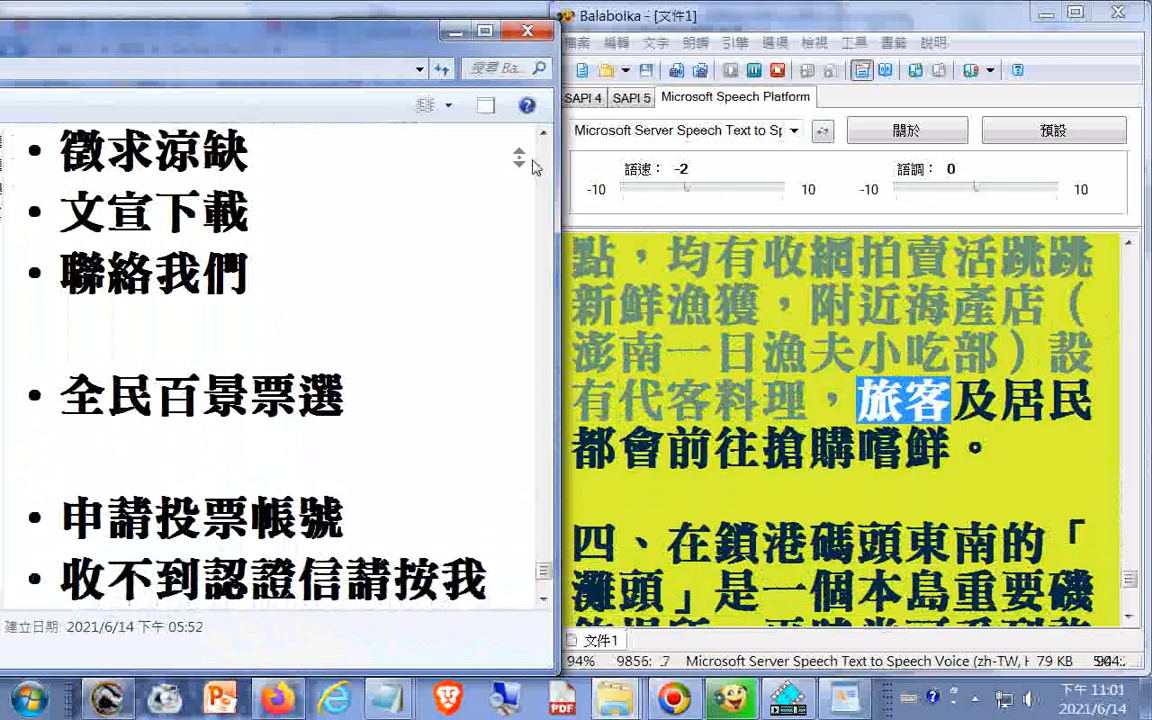 Balabolka - [文件1]
檔案 編輯 文字 朗讀 引擎 選項 檢視 工具 書籤 說明
搜尋 Ba...
SAPI 4 SAPI 5 Microsoft Speech Platform
Microsoft Server Speech Text to Sp 關於 預設
語速： -2 語調： 0
-10 10 -10 10
• 徵求涼缺
• 文宣下載
• 聯絡我們
• 全民百景票選
• 申請投票帳號
• 收不到認證信請按我
建立日期: 2021/6/14 下午 05:52
點，均有收網拍賣活跳跳
新鮮漁獲，附近海產店（
澎南一日漁夫小吃部）設
有代客料理，旅客及居民
都會前往搶購嚐鮮。
四、在鎖港碼頭東南的「
灘頭」是一個本島重要磯
文件1
94% Microsoft Server Speech Text to Speech Voice (zh-TW, H 79 KB
PDF
下午 11:01
2021/6/14